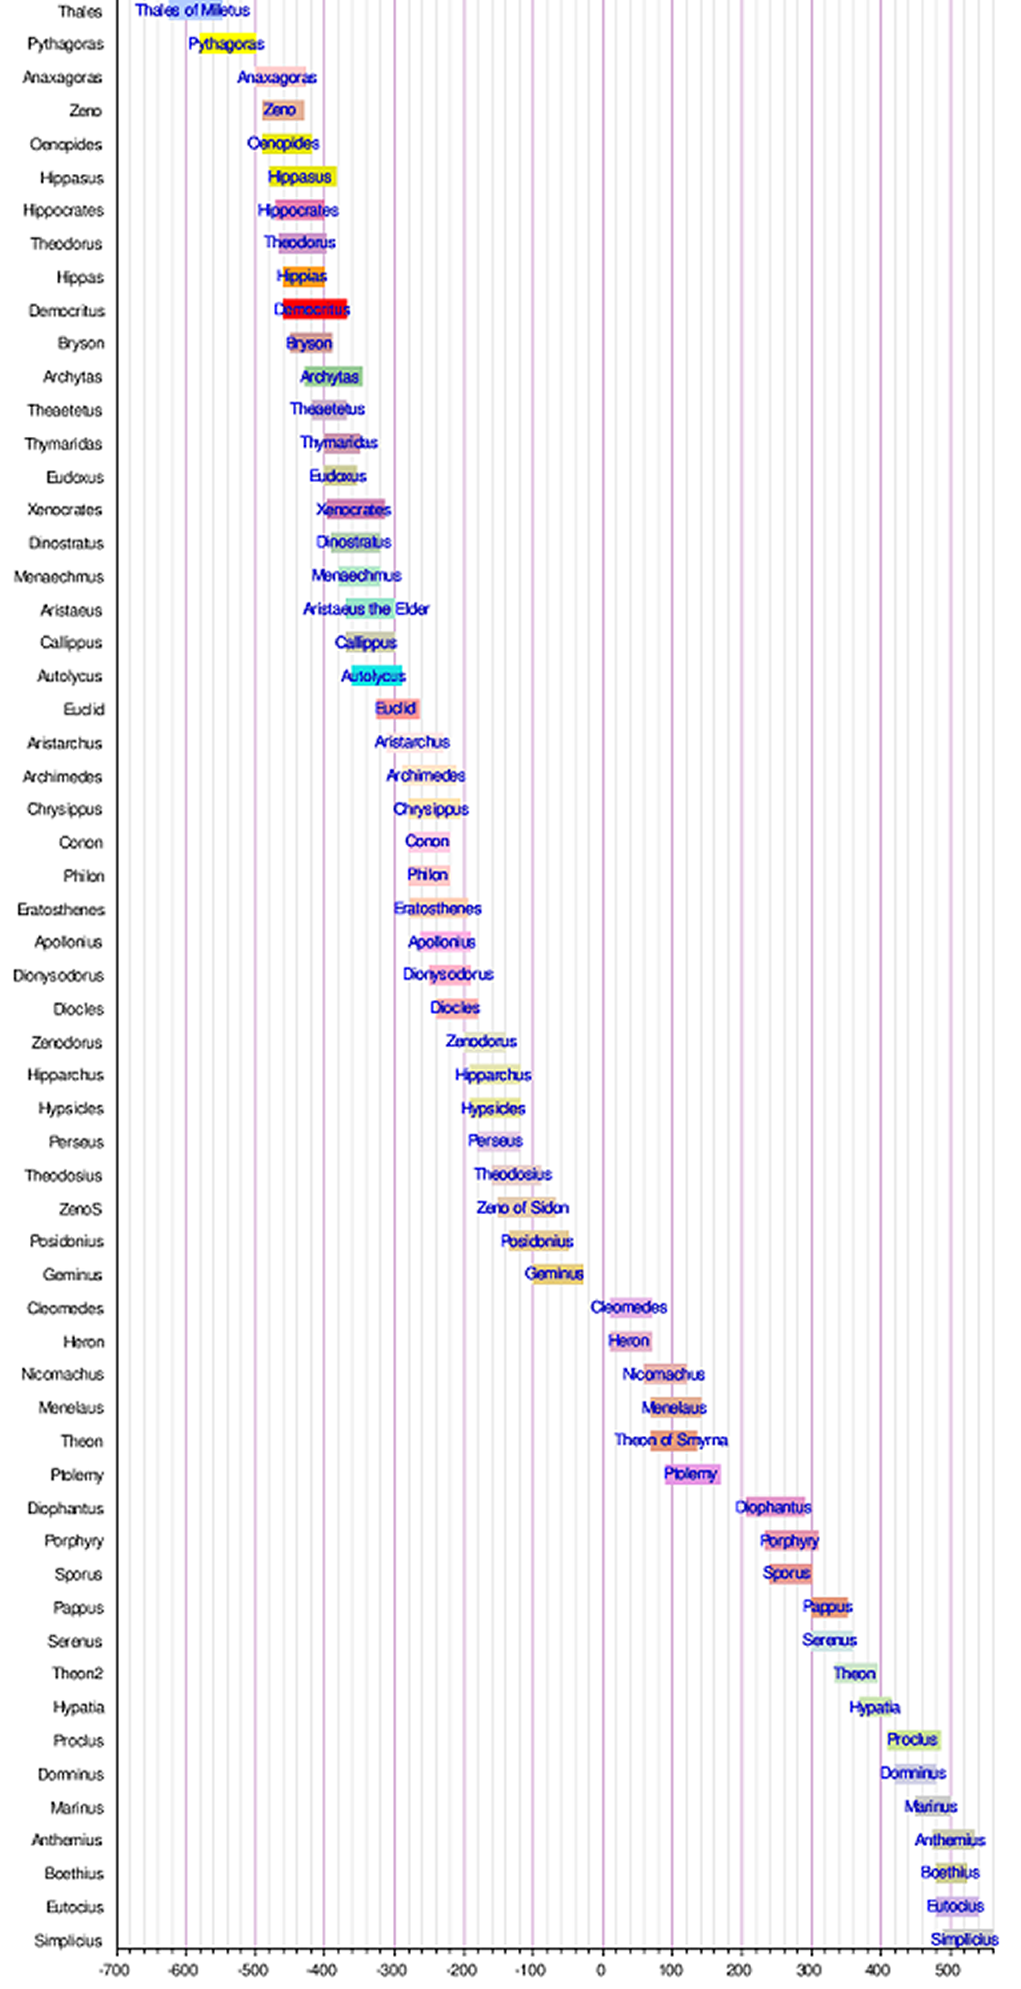 Thales Thales of Miletus
Pythagoras Pythagoras
Anaxagoras Anaxagoras
Zeno Zeno
Oenopides Oenopides
Hippasus Hippasus
Hippocrates Hippocrates
Theodorus Theodorus
Hippas Hippias
Democritus Democritus
Bryson Bryson
Archytas Archytas
Theaetetus Theaetetus
Thymaridas Thymaridas
Eudoxus Eudoxus
Xenocrates Xenocrates
Dinostratus Dinostratus
Menaechmus Menaechmus
Aristaeus Aristaeus the Elder
Callippus Callippus
Autolycus Autolycus
Euclid Euclid
Aristarchus Aristarchus
Archimedes Archimedes
Chrysippus Chrysippus
Conon Conon
Philon Philon
Eratosthenes Eratosthenes
Apollonius Apollonius
Dionysodorus Dionysodorus
Diocles Diocles
Zenodorus Zenodorus
Hipparchus Hipparchus
Hypsicles Hypsicles
Perseus Perseus
Theodosius Theodosius
ZenoS Zeno of Sidon
Posidonius Posidonius
Geminus Geminus
Cleomedes Cleomedes
Heron Heron
Nicomachus Nicomachus
Menelaus Menelaus
Theon Theon of Smyrna
Ptolemy Ptolemy
Diophantus Diophantus
Porphyry Porphyry
Sporus Sporus
Pappus Pappus
Serenus Serenus
Theon2 Theon
Hypatia Hypatia
Proclus Proclus
Domninus Domninus
Marinus Marinus
Anthemius Anthemius
Boethius Boethius
Eutocius Eutocius
Simplicius Simplicius
-700 -600 -500 -400 -300 -200 -100 0 100 200 300 400 500